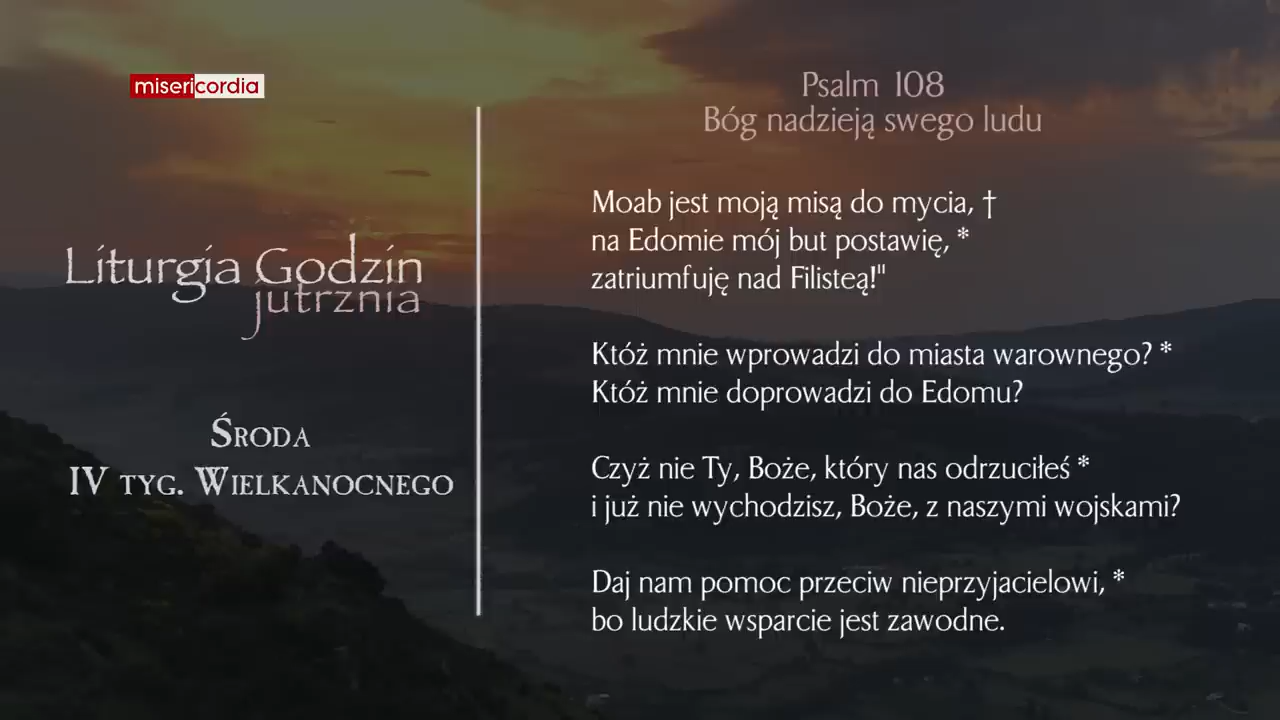 misericordia
Liturgia Godzin
jutrznia
Środa
IV tyg. Wielkanocnego
Psalm 108
Bóg nadzieją swego ludu
Moab jest moją misą do mycia, †
na Edomie mój but postawię, *
zatriumfuję nad Filisteą!"
Któż mnie wprowadzi do miasta warownego? *
Któż mnie doprowadzi do Edomu?
Czyż nie Ty, Boże, który nas odrzuciłeś *
i już nie wychodzisz, Boże, z naszymi wojskami?
Daj nam pomoc przeciw nieprzyjacielowi, *
bo ludzkie wsparcie jest zawodne.